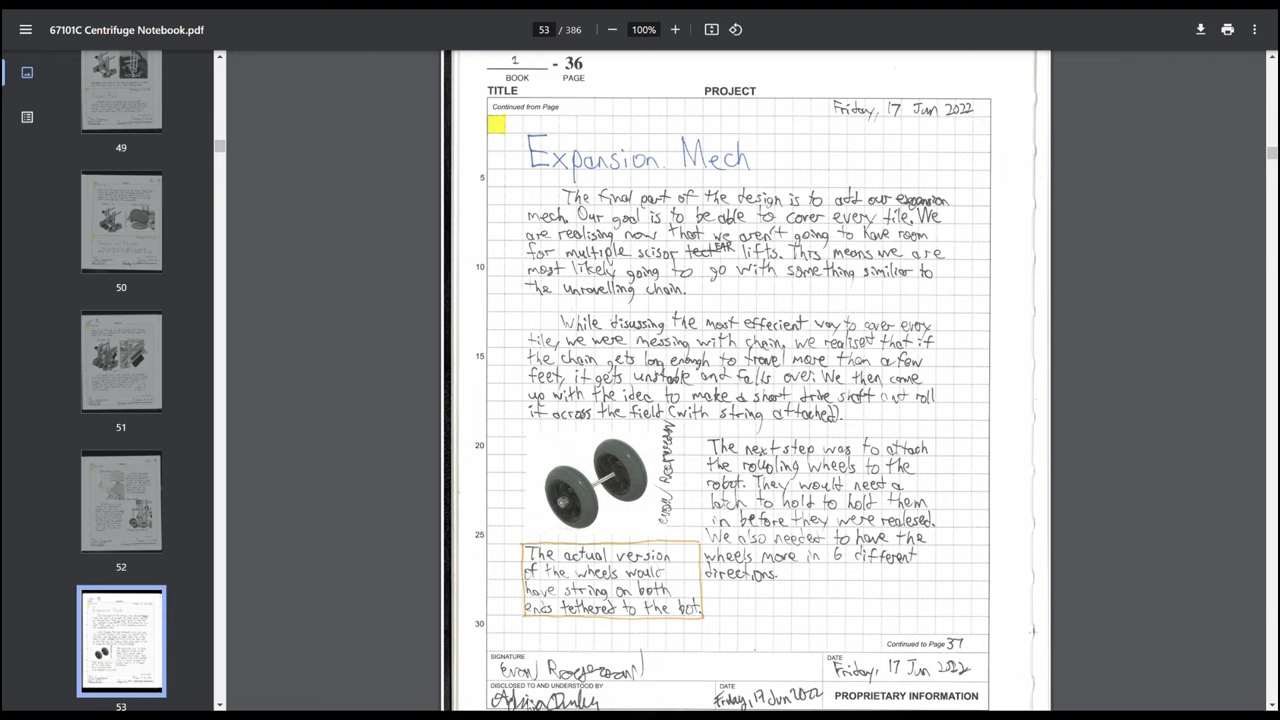 67101C Centrifuge Notebook.pdf
53 / 386
100%
49
50
51
52
53
1 - 36
BOOK PAGE
TITLE PROJECT
Continued from Page
Friday, 17 Jun 2022
Expansion Mech
5
The final part of the design is to add our expansion
mech. Our goal is to be able to cover every tile. We
are realising now that we aren't going to have room
for multiple scisor lifts. This means we are
10
most likely going to go with something similier to
the unravelling chain.
While disussing the most effecient way to cover every
tile, we were messing with chain, we realised that if
15
the chain gets long enough to travel more then a few
feet, it gets unstable and falls over. We then came
up with the idea to make a short drive shaft and roll
it across the field (with string attached).
20
The next step was to attach
the rolling wheels to the
robot. They would need a
latch to hold to hold them
in before they were realesed.
25
We also needed to have the
wheels move in 6 different
directions.
The actual version
of the wheels would
have string on both
ends tethered to the bot.
30
Continued to Page 37
SIGNATURE
DATE
Evan
Friday, 17 Jun 2022
DISCLOSED TO AND UNDERSTOOD BY
DATE
Friday, 17 Jun 2022
PROPRIETARY INFORMATION